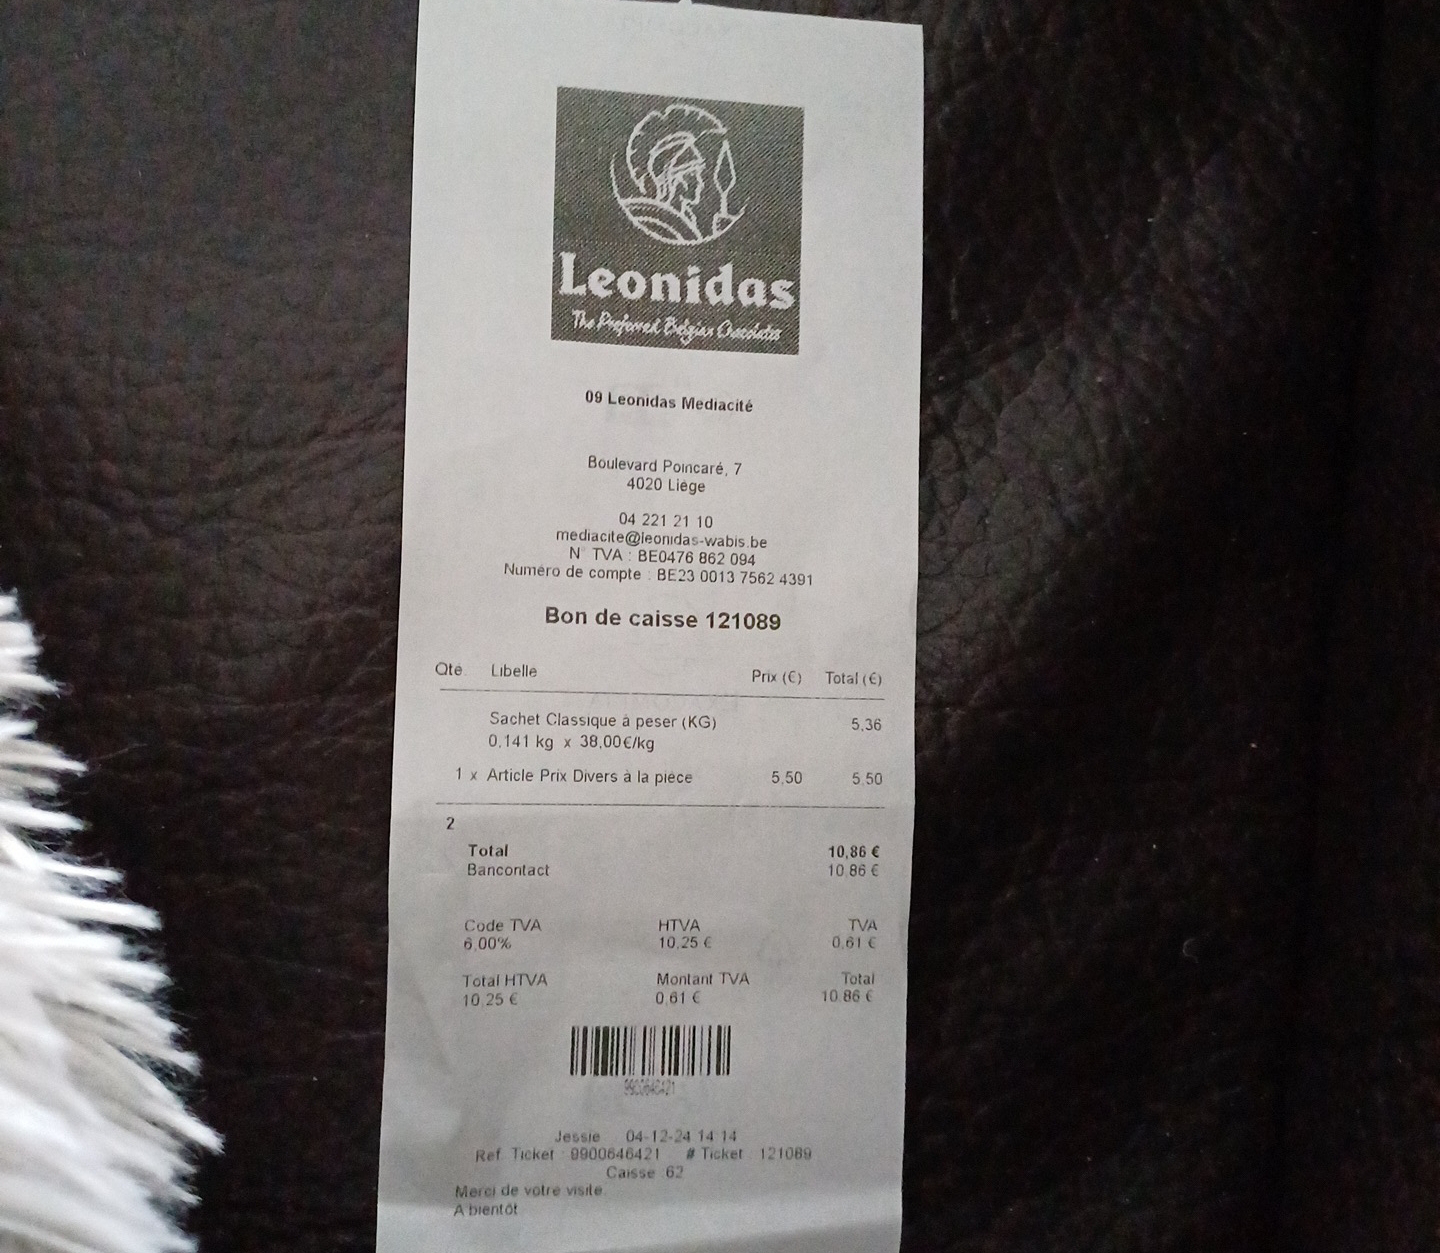 Leonidas
The Preferred Belgian Chocolates
09 Leonidas Mediacité
Boulevard Poincaré, 7
4020 Liège
04 221 21 10
mediacite@leonidas-wabis.be
N° TVA : BE0476 862 094
Numéro de compte : BE23 0013 7562 4391
Bon de caisse 121089
Qté Libellé Prix (€) Total (€)
Sachet Classique à peser (KG) 5,36
0,141 kg x 38,00€/kg
1 x Article Prix Divers à la pièce 5,50 5,50
2
Total 10,86 €
Bancontact 10,86 €
Code TVA HTVA TVA
6,00% 10,25 € 0,61 €
Total HTVA Montant TVA Total
10,25 € 0,61 € 10,86 €
Jessie 04-12-24 14:14
Ref. Ticket : 9900646421 # Ticket : 121089
Caisse 62
Merci de votre visite.
A bientôt